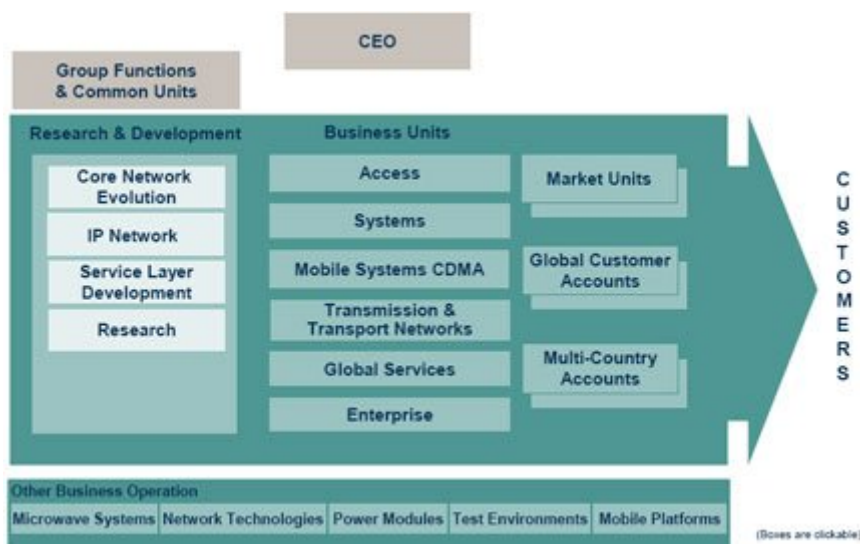 CEO
Group Functions
& Common Units
Research & Development
Core Network
Evolution
IP Network
Service Layer
Development
Research
Business Units
Access
Systems
Mobile Systems CDMA
Transmission &
Transport Networks
Global Services
Enterprise
Market Units
Global Customer
Accounts
Multi-Country
Accounts
CUSTOMERS
Other Business Operation
Microwave Systems Network Technologies Power Modules Test Environments Mobile Platforms
(Boxes are clickable)